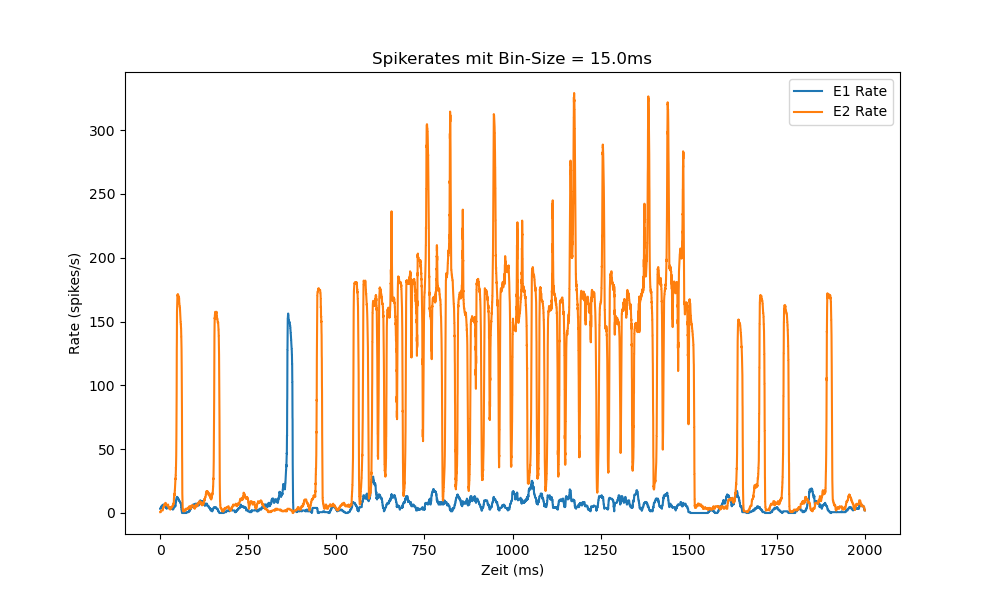 Spikerates mit Bin-Size = 15.0ms
E1 Rate
E2 Rate
300
250
200
150
100
50
0
Rate (spikes/s)
0 250 500 750 1000 1250 1500 1750 2000
Zeit (ms)